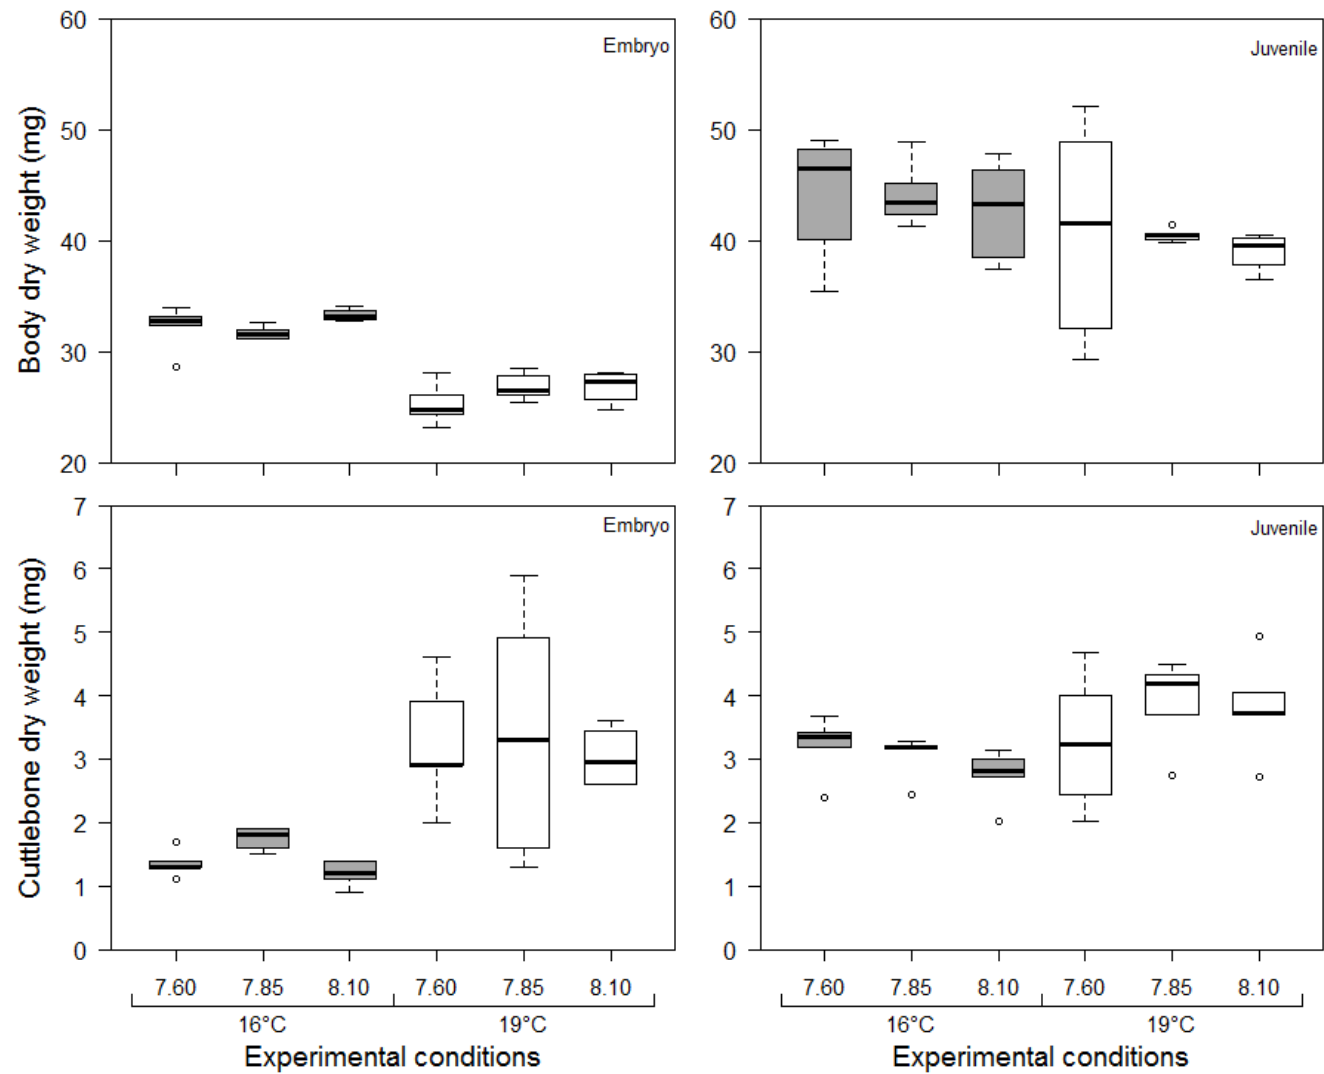 Embryo
Juvenile
Body dry weight (mg)
60
50
40
30
20
60
50
40
30
20
Embryo
Juvenile
Cuttlebone dry weight (mg)
7
6
5
4
3
2
1
0
7
6
5
4
3
2
1
0
7.60 7.85 8.10 7.60 7.85 8.10
16°C 19°C
Experimental conditions
7.60 7.85 8.10 7.60 7.85 8.10
16°C 19°C
Experimental conditions